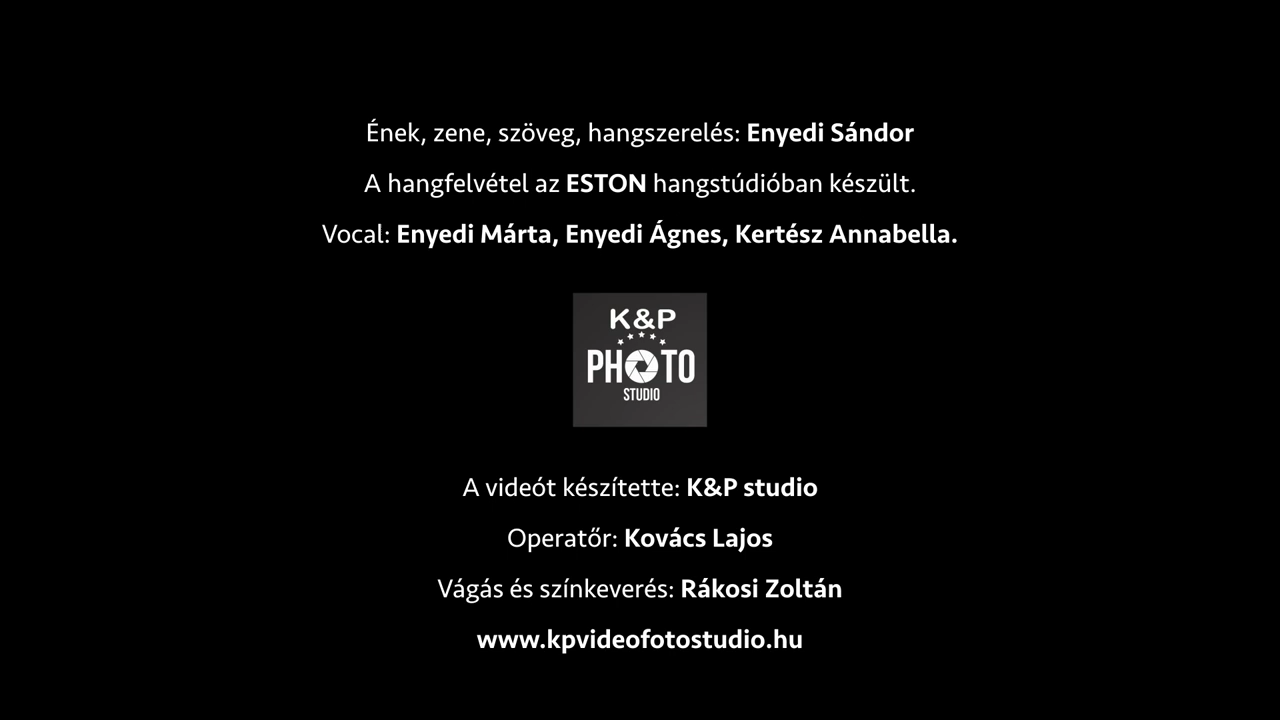 Ének, zene, szöveg, hangszerelés: Enyedi Sándor
A hangfelvétel az ESTON hangstúdióban készült.
Vocal: Enyedi Márta, Enyedi Ágnes, Kertész Annabella.
K&P
PHOTO
STUDIO
A videót készítette: K&P studio
Operatőr: Kovács Lajos
Vágás és színkeverés: Rákosi Zoltán
www.kpvideofotostudio.hu